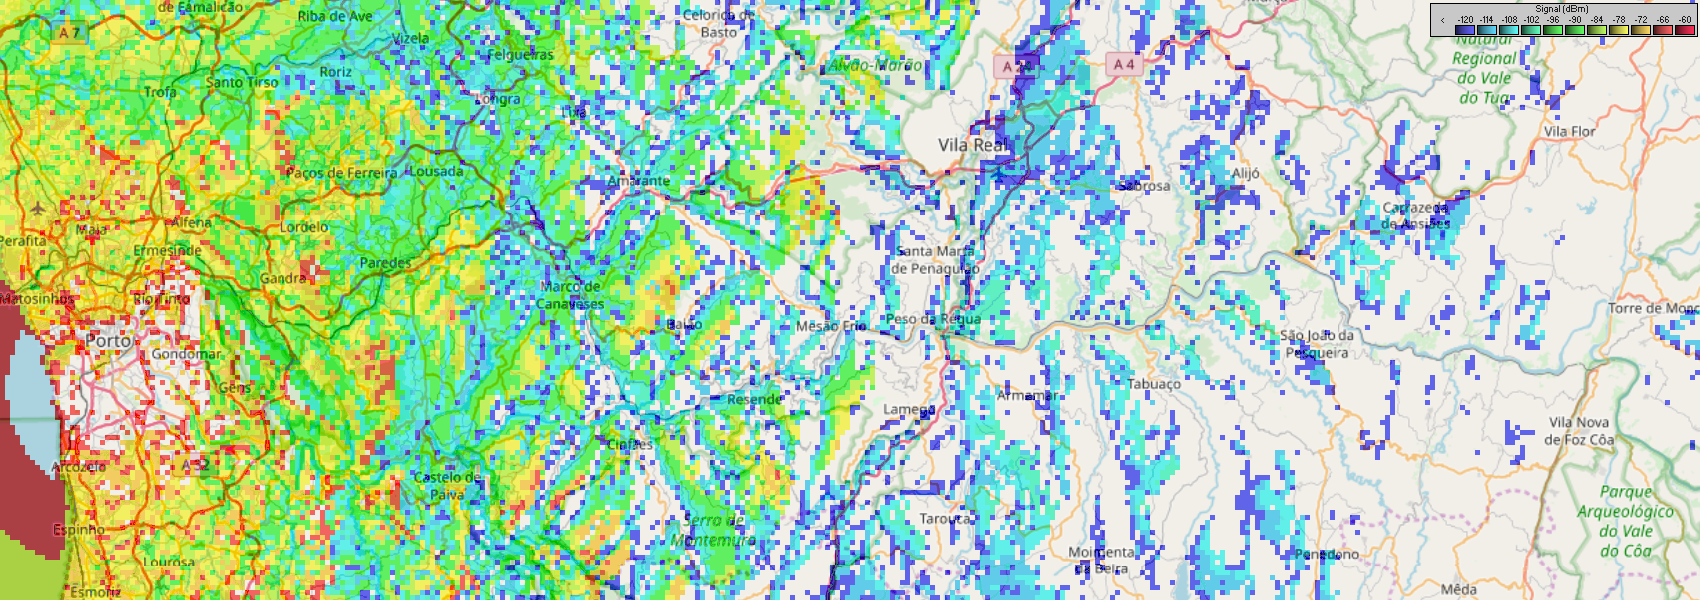 de Famalicão
Riba de Ave
Celorico de
Basto
Signal (dBm)
-120 -114 -108 -102 -96 -90 -84 -78 -72 -66 -60
A 7
Vizela
Felgueiras
Natural
Regional
do Vale
do Tua
Alvão-Marão
A 24
A 4
Roriz
Santo Tirso
Trofa
Longra
Lixa
Vila Flor
Vila Real
Paços de Ferreira
Lousada
Amarante
Sabrosa
Alijó
Carrazeda
de Ansiães
Alfena
Maia
Lordelo
Perafita
Ermesinde
Paredes
Gandra
Santa Marta
de Penaguião
Marco de
Canaveses
Matosinhos
Rio Tinto
Baião
Mesão Frio
Peso da Régua
Torre de Monc
Porto
Gondomar
São João da
Pesqueira
Gens
Tabuaço
Resende
Lamego
Armamar
Vila Nova
de Foz Côa
Cinfães
Arcozelo
A 32
Castelo de
Paiva
Parque
Arqueológico
do Vale
do Côa
Espinho
Serra de
Montemuro
Tarouca
Moimenta
da Beira
Penedono
Lourosa
Esmoriz
Mêda